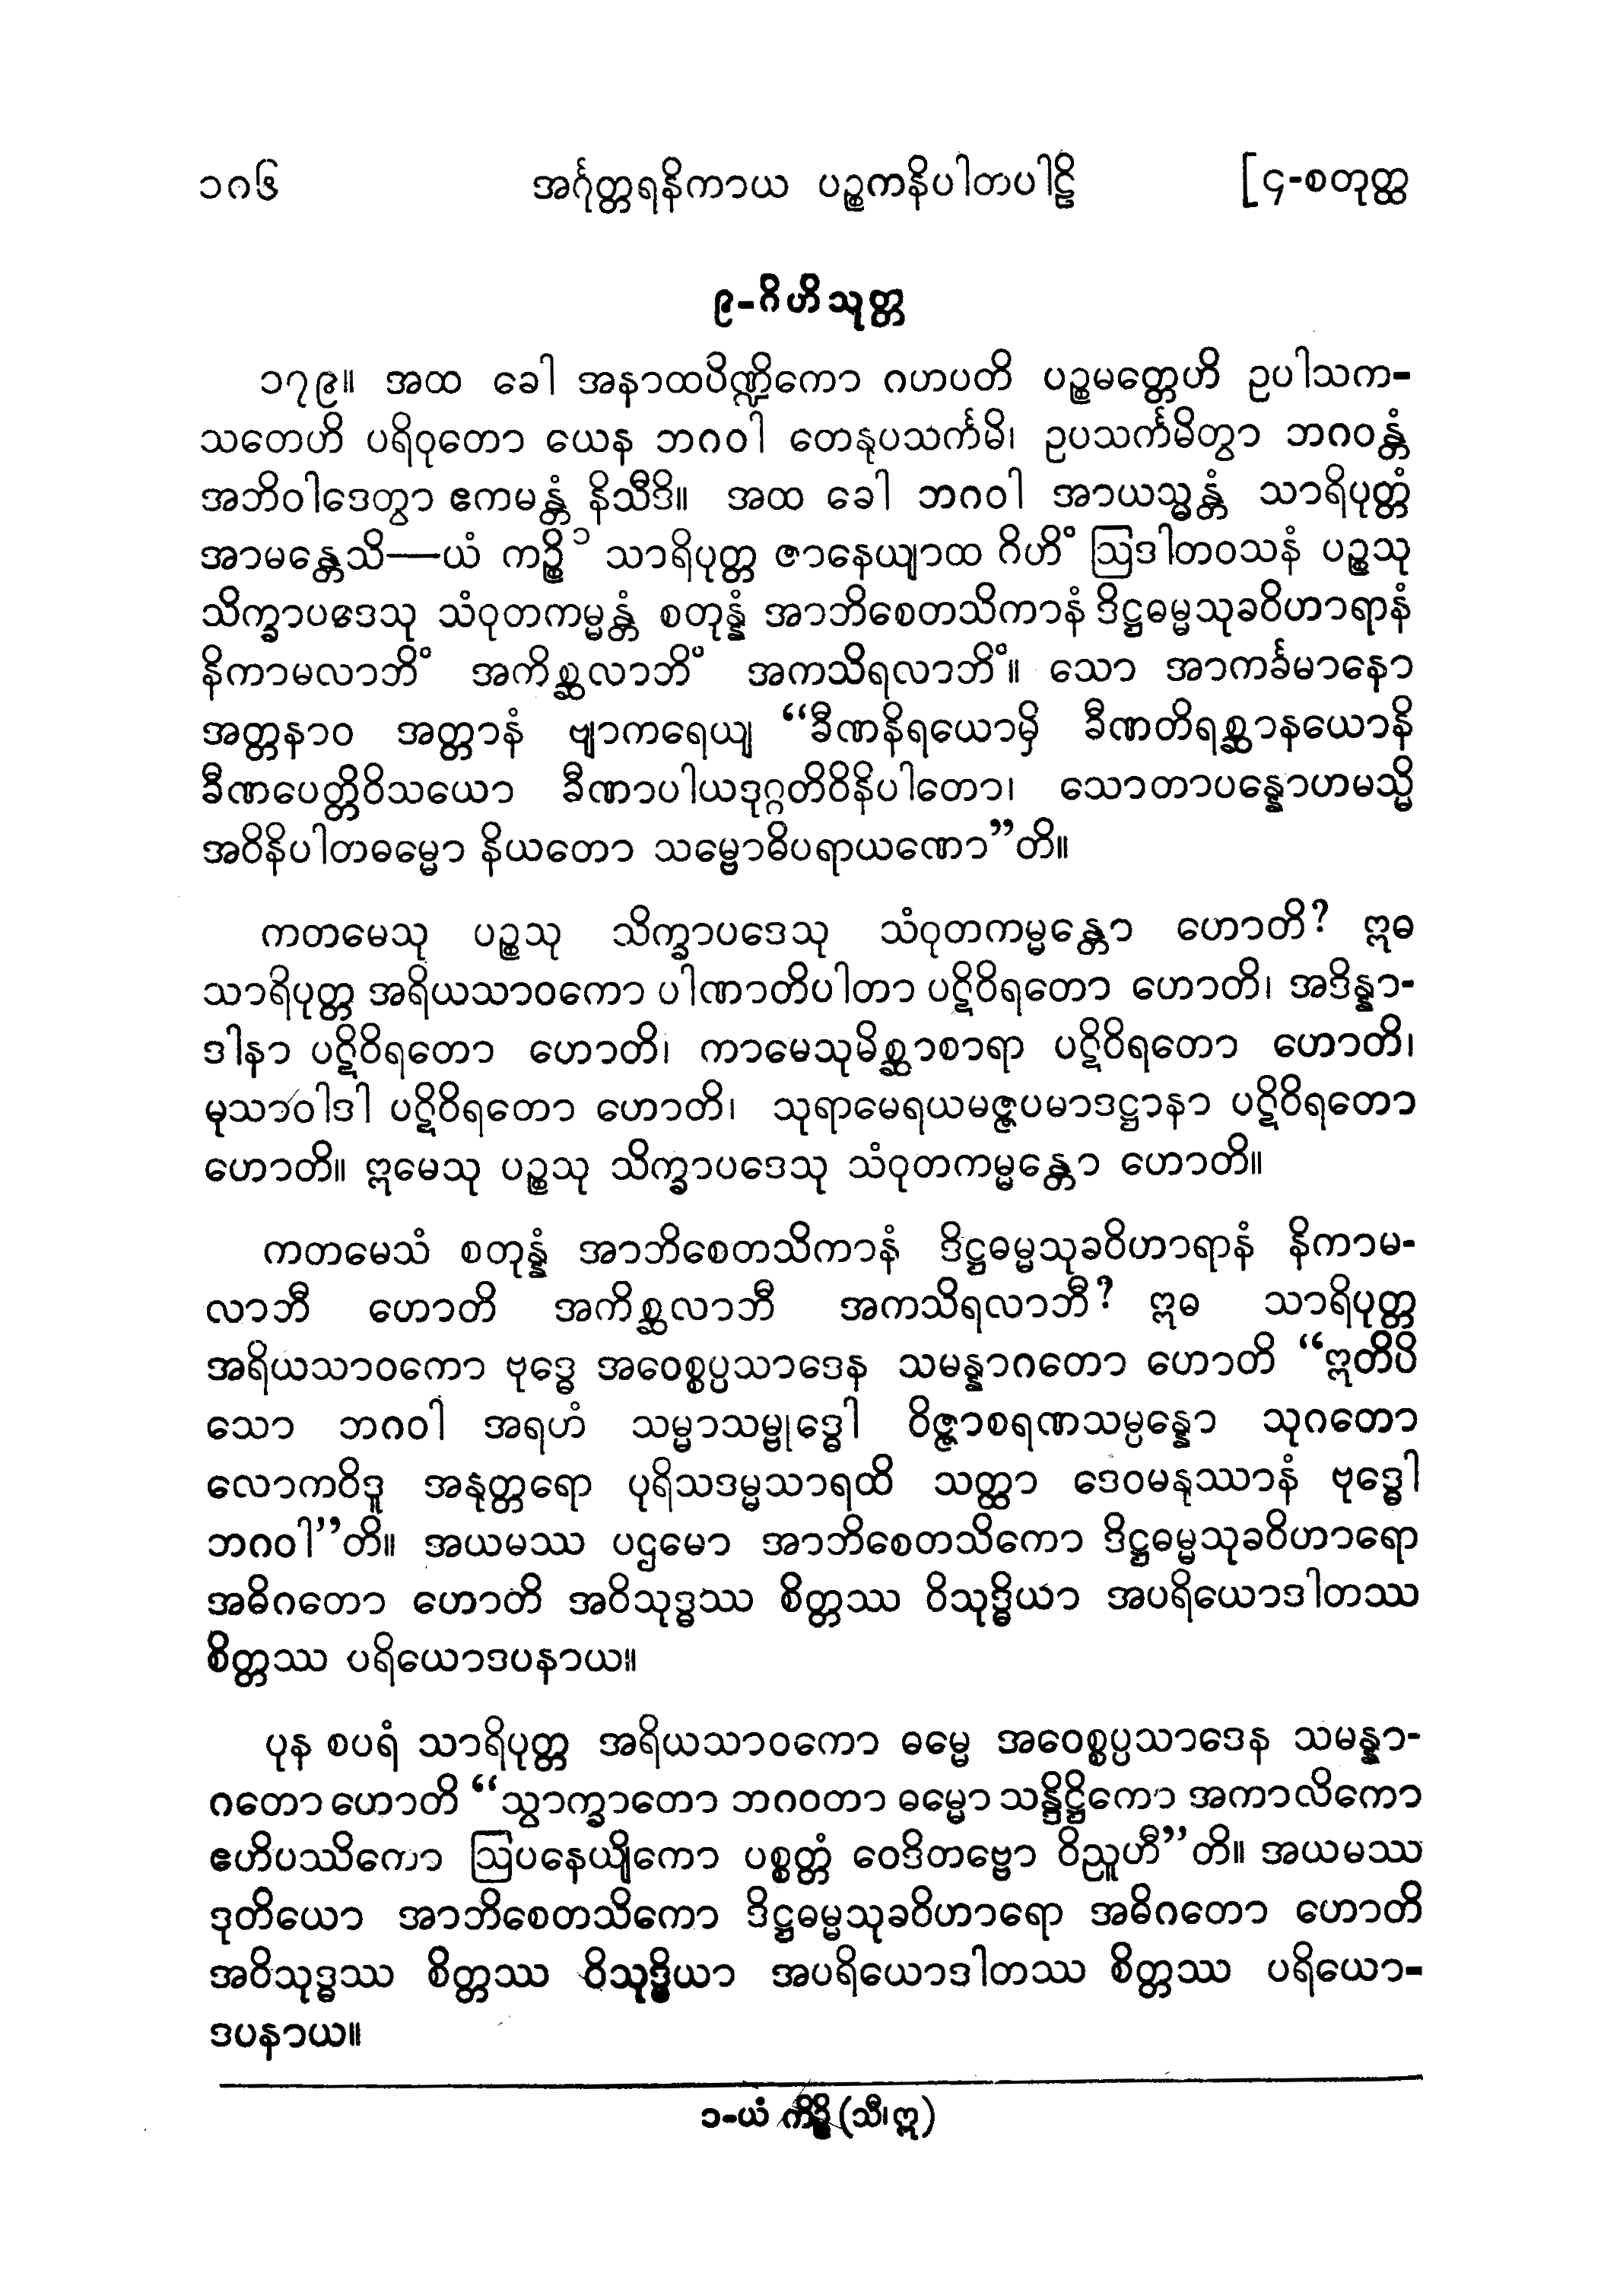 ၁၈၆ အင်္ဂုတ္တရနိကာယ ပဉ္စကနိပါတပါဠိ [၄-စတုတ္ထ
၉-ဂိဟိသုတ္တ
၁၇၉။ အထ ခေါ အနာထပိဏ္ဍိကော ဂဟပတိ ပဉ္စမတ္တေဟိ ဥပါသက-
သတေဟိ ပရိဝုတော ယေန ဘဂဝါ တေနုပသင်္ကမိ၊ ဥပသင်္ကမိတွာ ဘဂဝန္တံ
အဘိဝါဒေတွာ ဧကမန္တံ နိသီဒိ။ အထ ခေါ ဘဂဝါ အာယသ္မန္တံ သာရိပုတ္တံ
အာမန္တေသိ—ယံ ကဉ္စိ ၁ သာရိပုတ္တ ဇာနေယျာထ ဂိဟိံ ဩဒါတဝသနံ ပဉ္စသု
သိက္ခာပဒေသု သံဝုတကမ္မန္တံ စတုန္နံ အာဘိစေတသိကာနံ ဒိဋ္ဌဓမ္မသုခဝိဟာရာနံ
နိကာမလာဘိံ အကိစ္ဆလာဘိံ အကသိရလာဘိံ။ သော အာကင်္ခမာနော
အတ္တနာဝ အတ္တာနံ ဗျာကရေယျ “ခီဏနိရယောမှိ ခီဏတိရစ္ဆာနယောနိ
ခီဏပေတ္တိဝိသယော ခီဏာပါယဒုဂ္ဂတိဝိနိပါတော၊ သောတာပန္နောဟမသ္မိ
အဝိနိပါတဓမ္မော နိယတော သမ္ဗောဓိပရာယဏော”တိ။
ကတမေသု ပဉ္စသု သိက္ခာပဒေသု သံဝုတကမ္မန္တော ဟောတိ? ဣဓ
သာရိပုတ္တ အရိယသာဝကော ပါဏာတိပါတာ ပဋိဝိရတော ဟောတိ၊ အဒိန္နာ-
ဒါနာ ပဋိဝိရတော ဟောတိ၊ ကာမေသုမိစ္ဆာစာရာ ပဋိဝိရတော ဟောတိ၊
မုသာဝါဒါ ပဋိဝိရတော ဟောတိ၊ သုရာမေရယမဇ္ဇပမာဒဋ္ဌာနာ ပဋိဝိရတော
ဟောတိ။ ဣမေသု ပဉ္စသု သိက္ခာပဒေသု သံဝုတကမ္မန္တော ဟောတိ။
ကတမေသံ စတုန္နံ အာဘိစေတသိကာနံ ဒိဋ္ဌဓမ္မသုခဝိဟာရာနံ နိကာမ-
လာဘီ ဟောတိ အကိစ္ဆလာဘီ အကသိရလာဘီ? ဣဓ သာရိပုတ္တ
အရိယသာဝကော ဗုဒ္ဓေ အဝေစ္စပ္ပသာဒေန သမန္နာဂတော ဟောတိ “ဣတိပိ
သော ဘဂဝါ အရဟံ သမ္မာသမ္ဗုဒ္ဓေါ ဝိဇ္ဇာစရဏသမ္ပန္နော သုဂတော
လောကဝိဒူ အနုတ္တရော ပုရိသဒမ္မသာရထိ သတ္ထာ ဒေဝမနုဿာနံ ဗုဒ္ဓေါ
ဘဂဝါ”တိ။ အယမဿ ပဌမော အာဘိစေတသိကော ဒိဋ္ဌဓမ္မသုခဝိဟာရော
အဓိဂတော ဟောတိ အဝိသုဒ္ဓဿ စိတ္တဿ ဝိသုဒ္ဓိယာ အပရိယောဒါတဿ
စိတ္တဿ ပရိယောဒပနာယ။
ပုန စပရံ သာရိပုတ္တ အရိယသာဝကော ဓမ္မေ အဝေစ္စပ္ပသာဒေန သမန္နာ-
ဂတော ဟောတိ “သွာက္ခာတော ဘဂဝတာ ဓမ္မော သန္ဒိဋ္ဌိကော အကာလိကော
ဧဟိပဿိကော ဩပနေယျိကော ပစ္စတ္တံ ဝေဒိတဗ္ဗော ဝိညူဟီ”တိ။ အယမဿ
ဒုတိယော အာဘိစေတသိကော ဒိဋ္ဌဓမ္မသုခဝိဟာရော အဓိဂတော ဟောတိ
အဝိသုဒ္ဓဿ စိတ္တဿ ဝိသုဒ္ဓိယာ အပရိယောဒါတဿ စိတ္တဿ ပရိယော-
ဒပနာယ။
၁-ယံ ကိဉ္စိ (သီ၊ဣ)